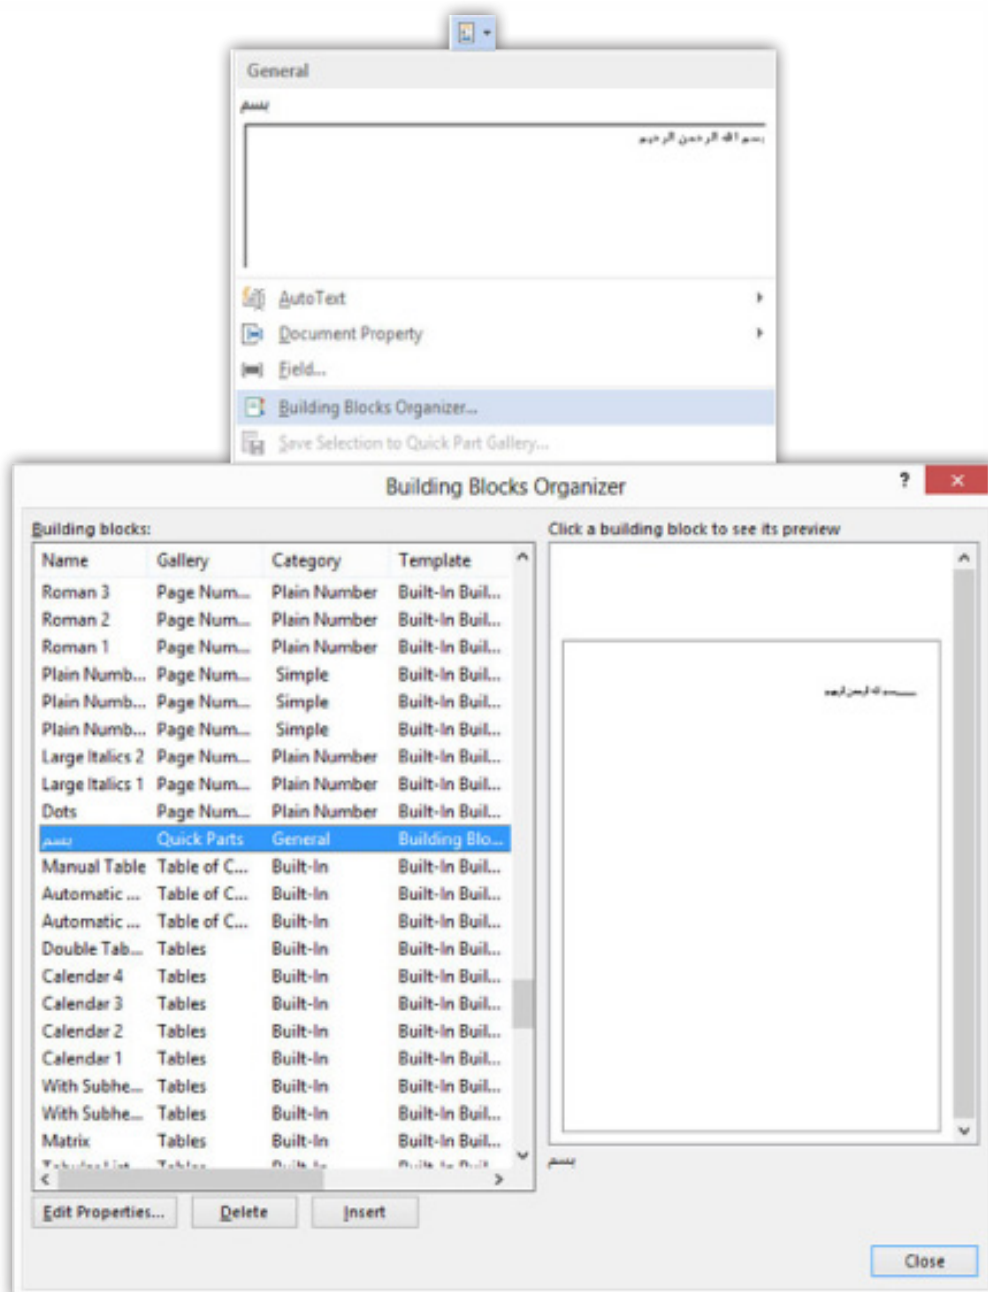 General
بسم
بسم الله الرحمن الرحيم
AutoText
Document Property
Field...
Building Blocks Organizer...
Save Selection to Quick Part Gallery...
Building Blocks Organizer ?
Building blocks:
Click a building block to see its preview
Name Gallery Category Template
Roman 3 Page Num... Plain Number Built-In Buil...
Roman 2 Page Num... Plain Number Built-In Buil...
Roman 1 Page Num... Plain Number Built-In Buil...
Plain Numb... Page Num... Simple Built-In Buil...
Plain Numb... Page Num... Simple Built-In Buil...
Plain Numb... Page Num... Simple Built-In Buil...
Large Italics 2 Page Num... Plain Number Built-In Buil...
Large Italics 1 Page Num... Plain Number Built-In Buil...
Dots Page Num... Plain Number Built-In Buil...
بسم Quick Parts General Building Blo...
Manual Table Table of C... Built-In Built-In Buil...
Automatic ... Table of C... Built-In Built-In Buil...
Automatic ... Table of C... Built-In Built-In Buil...
Double Tab... Tables Built-In Built-In Buil...
Calendar 4 Tables Built-In Built-In Buil...
Calendar 3 Tables Built-In Built-In Buil...
Calendar 2 Tables Built-In Built-In Buil...
Calendar 1 Tables Built-In Built-In Buil...
With Subhe... Tables Built-In Built-In Buil...
With Subhe... Tables Built-In Built-In Buil...
Matrix Tables Built-In Built-In Buil...
بسم الله الرحمن الرحيم
بسم
Edit Properties... Delete Insert
Close